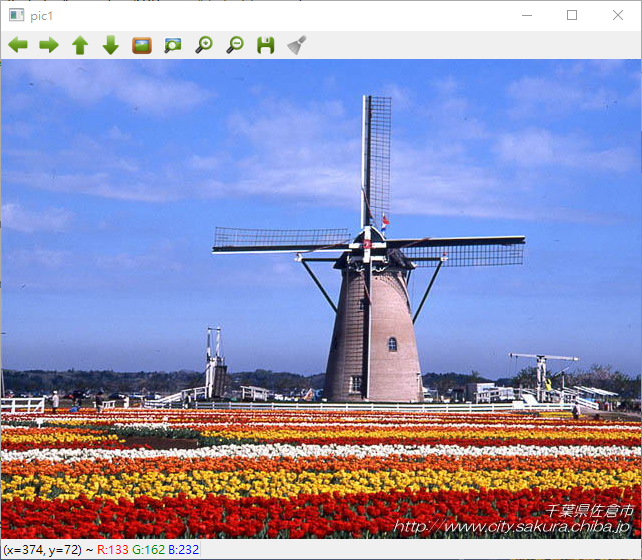 pic1
千葉県佐倉市
http://www.city.sakura.chiba.jp
(x=374, y=72) ~ R:133 G:162 B:232